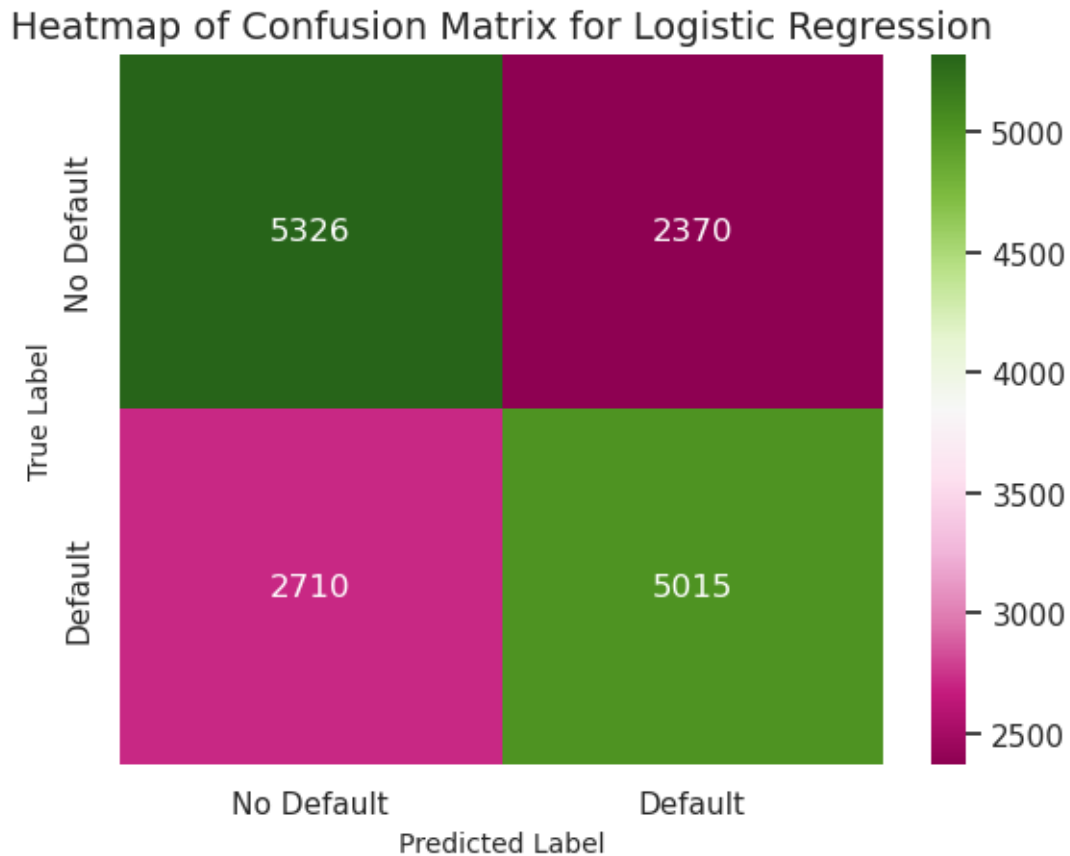 Heatmap of Confusion Matrix for Logistic Regression
True Label
No Default
5326
2370
Default
2710
5015
No Default
Default
Predicted Label
5000
4500
4000
3500
3000
2500